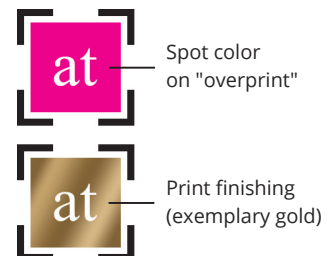 at
Spot color
on "overprint"
at
Print finishing
(exemplary gold)